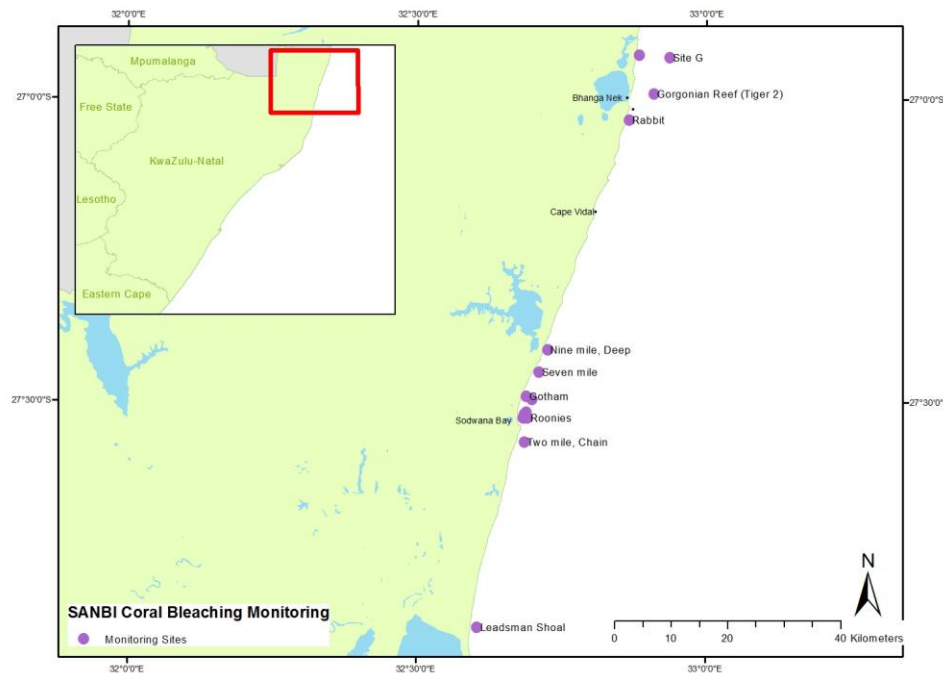 32°0'0"E
32°30'0"E
33°0'0"E
Mpumalanga
Free State
KwaZulu-Natal
Lesotho
Eastern Cape
Site G
27°0'0"S
Bhanga Nek
Gorgonian Reef (Tiger 2)
27°0'0"S
Rabbit
Cape Vidal
Nine mile, Deep
Seven mile
27°30'0"S
Gotham
27°30'0"S
Sodwana Bay
Roonies
Two mile, Chain
N
SANBI Coral Bleaching Monitoring
Monitoring Sites
Leadsman Shoal
0 10 20 40 Kilometers
32°0'0"E
32°30'0"E
33°0'0"E